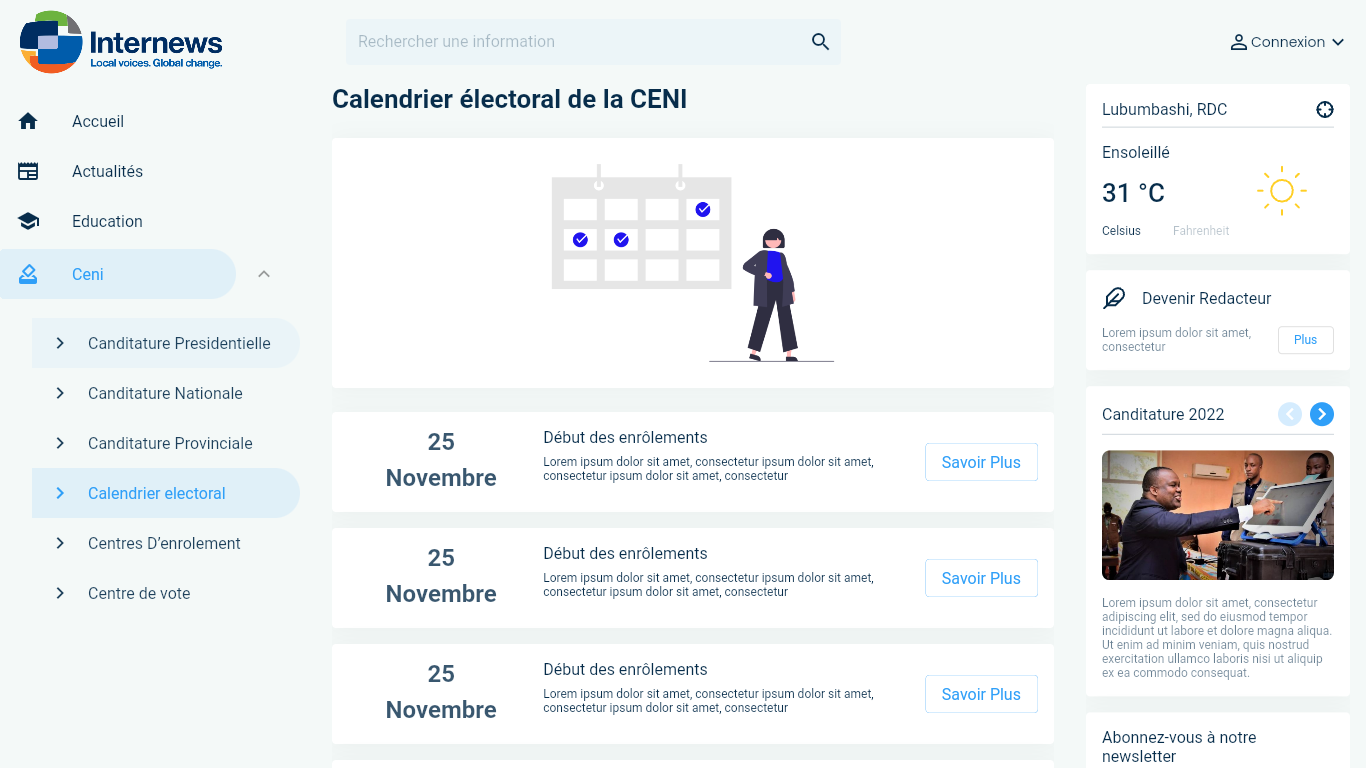 Internews
Local voices. Global change.
Rechercher une information
Connexion
Accueil
Actualités
Education
Ceni
Canditature Presidentielle
Canditature Nationale
Canditature Provinciale
Calendrier electoral
Centres D’enrolement
Centre de vote
Calendrier électoral de la CENI
25
Novembre
Début des enrôlements
Lorem ipsum dolor sit amet, consectetur ipsum dolor sit amet,
consectetur ipsum dolor sit amet, consectetur
Savoir Plus
25
Novembre
Début des enrôlements
Lorem ipsum dolor sit amet, consectetur ipsum dolor sit amet,
consectetur ipsum dolor sit amet, consectetur
Savoir Plus
25
Novembre
Début des enrôlements
Lorem ipsum dolor sit amet, consectetur ipsum dolor sit amet,
consectetur ipsum dolor sit amet, consectetur
Savoir Plus
Lubumbashi, RDC
Ensoleillé
31 °C
Celsius
Fahrenheit
Devenir Redacteur
Lorem ipsum dolor sit amet,
consectetur
Plus
Canditature 2022
Lorem ipsum dolor sit amet, consectetur
adipiscing elit, sed do eiusmod tempor
incididunt ut labore et dolore magna aliqua.
Ut enim ad minim veniam, quis nostrud
exercitation ullamco laboris nisi ut aliquip
ex ea commodo consequat.
Abonnez-vous à notre
newsletter